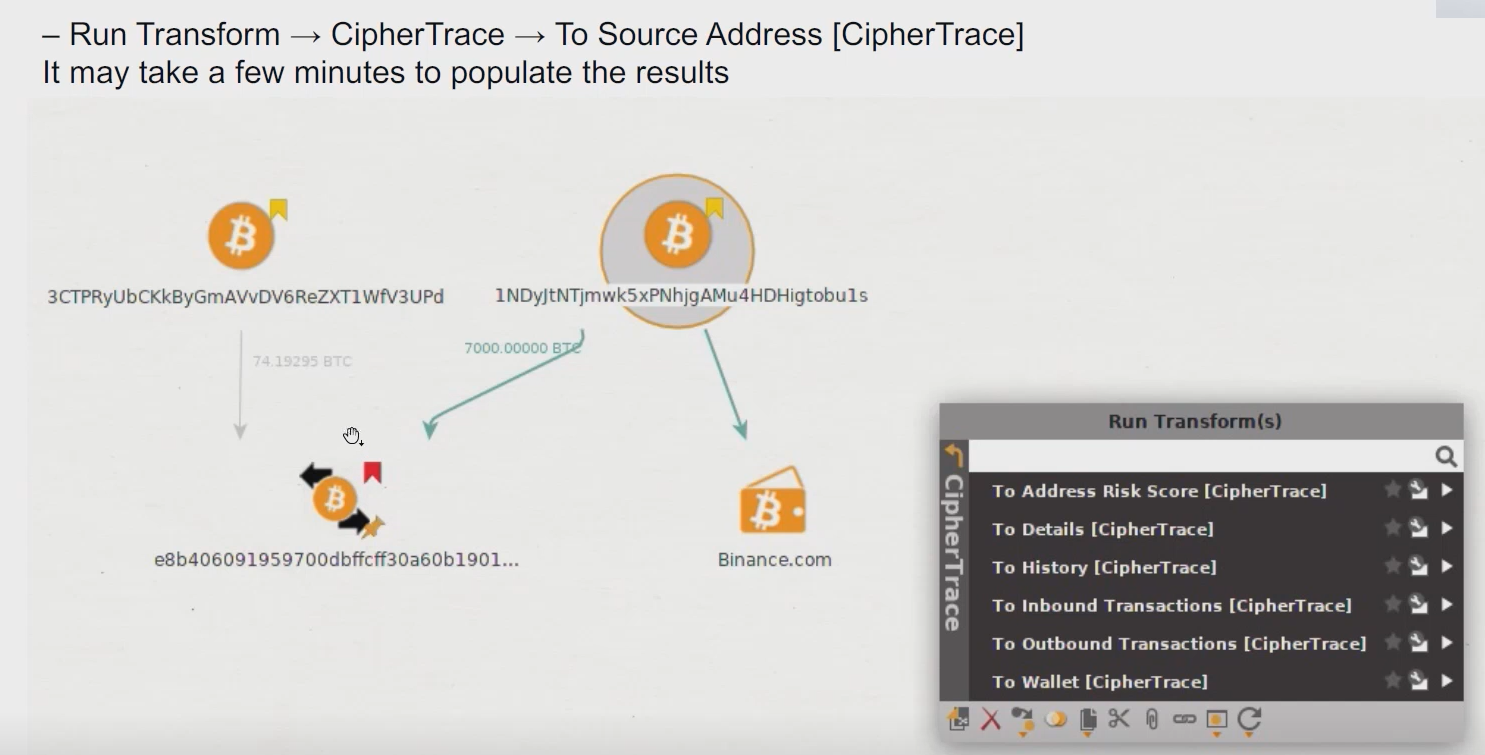 – Run Transform → CipherTrace → To Source Address [CipherTrace]
It may take a few minutes to populate the results
3CTPRyUbCKkByGmAVvDV6ReZXT1WfV3UPd
1NDyJtNTjmwk5xPNhjgAMu4HDHigtobu1s
74.19295 BTC
7000.00000 BTC
e8b406091959700dbffcff30a60b1901...
Binance.com
Run Transform(s)
CipherTrace
To Address Risk Score [CipherTrace]
To Details [CipherTrace]
To History [CipherTrace]
To Inbound Transactions [CipherTrace]
To Outbound Transactions [CipherTrace]
To Wallet [CipherTrace]